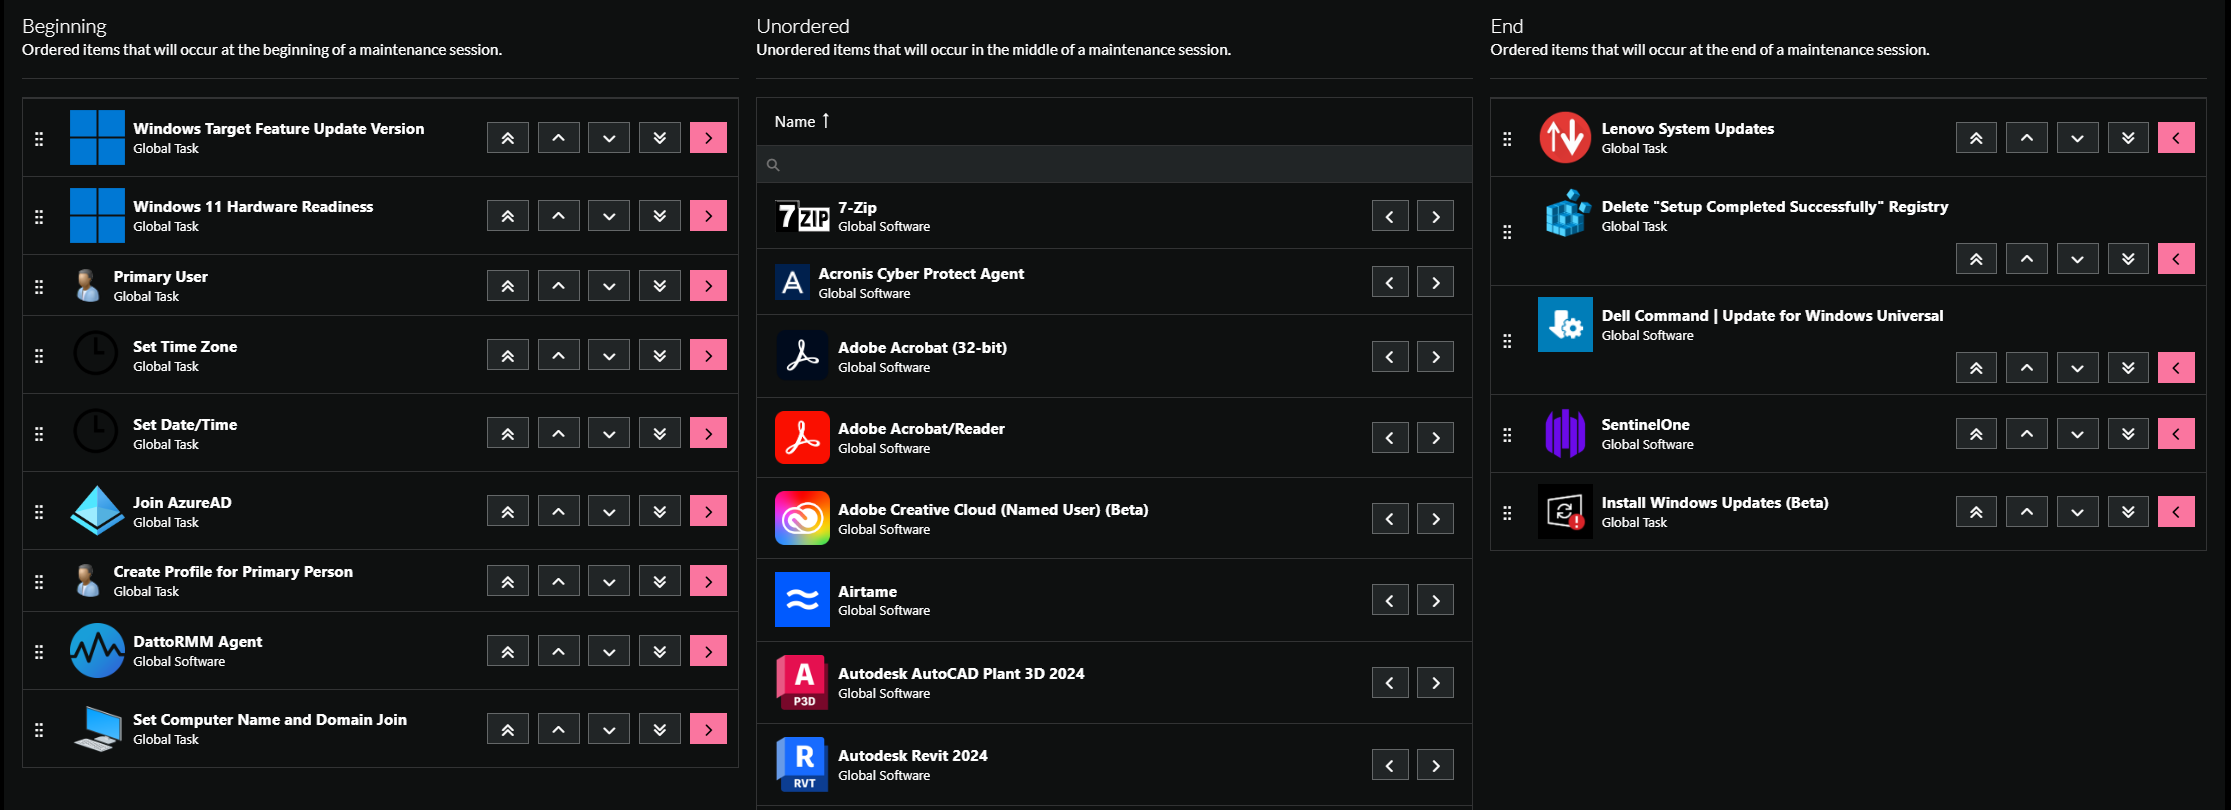 Beginning
Ordered items that will occur at the beginning of a maintenance session.
Windows Target Feature Update Version
Global Task
Windows 11 Hardware Readiness
Global Task
Primary User
Global Task
Set Time Zone
Global Task
Set Date/Time
Global Task
Join AzureAD
Global Task
Create Profile for Primary Person
Global Task
DattoRMM Agent
Global Software
Set Computer Name and Domain Join
Global Task
Unordered
Unordered items that will occur in the middle of a maintenance session.
Name ↑
7ZIP
7-Zip
Global Software
Acronis Cyber Protect Agent
Global Software
Adobe Acrobat (32-bit)
Global Software
Adobe Acrobat/Reader
Global Software
Adobe Creative Cloud (Named User) (Beta)
Global Software
Airtame
Global Software
A
P3D
Autodesk AutoCAD Plant 3D 2024
Global Software
R
RVT
Autodesk Revit 2024
Global Software
End
Ordered items that will occur at the end of a maintenance session.
Lenovo System Updates
Global Task
Delete "Setup Completed Successfully" Registry
Global Task
Dell Command | Update for Windows Universal
Global Software
SentinelOne
Global Software
Install Windows Updates (Beta)
Global Task